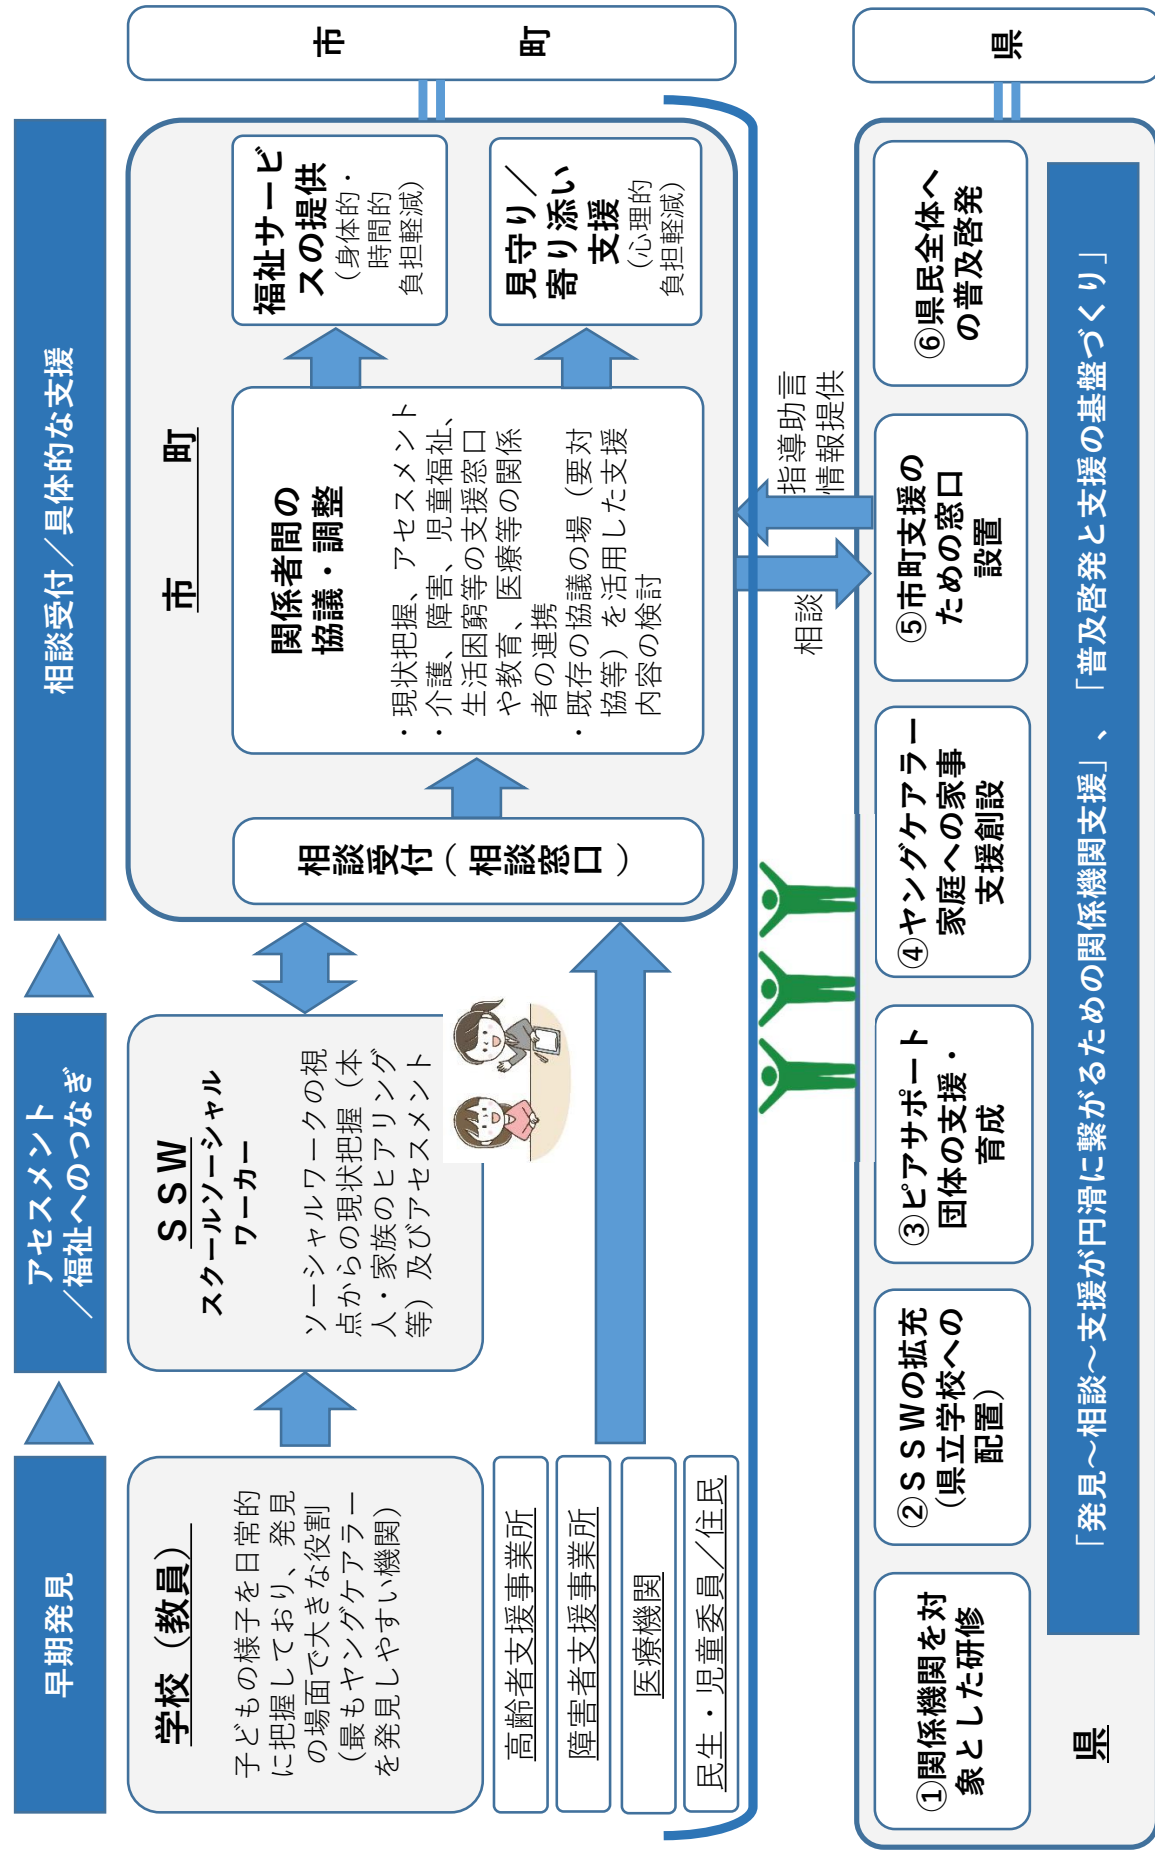 早期発見
アセスメント
／福祉へのつなぎ
相談受付／具体的な支援
学校（教員）
子どもの様子を日常的
に把握しており、発見
の場面で大きな役割
（最もヤングケアラー
を発見しやすい機関）
高齢者支援事業所
障害者支援事業所
医療機関
民生・児童委員／住民
ＳＳＷ
スクールソーシャル
ワーカー
ソーシャルワークの視
点からの現状把握（本
人・家族のヒアリング
等）及びアセスメント
市　町
相談受付（相談窓口）
関係者間の
協議・調整
・現状把握、アセスメント
・介護、障害、児童福祉、
生活困窮等の支援窓口
や教育、医療等の関係
者の連携
・既存の協議の場（要対
協等）を活用した支援
内容の検討
福祉サービ
スの提供
（身体的・
時間的
負担軽減）
見守り／
寄り添い
支援
（心理的
負担軽減）
市　町
相談
指導助言
情報提供
①関係機関を対
象とした研修
②ＳＳＷの拡充
（県立学校への
配置）
③ピアサポート
団体の支援・
育成
④ヤングケアラー
家庭への家事
支援創設
⑤市町支援の
ための窓口
設置
⑥県民全体へ
の普及啓発
県
県
「発見～相談～支援が円滑に繋がるための関係機関支援」、「普及啓発と支援の基盤づくり」